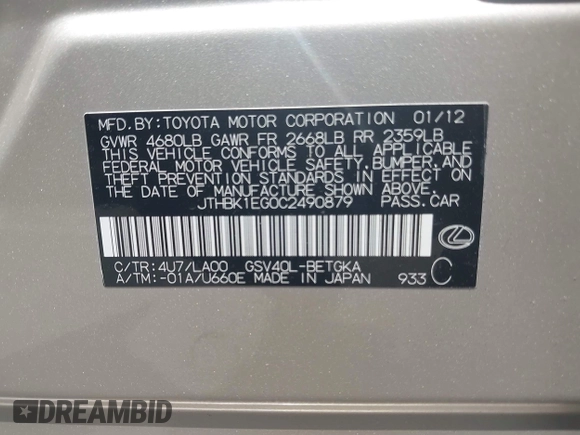 MFD.BY:TOYOTA MOTOR CORPORATION 01/12
GVWR 4680LB GAWR FR 2668LB RR 2359LB
THIS VEHICLE CONFORMS TO ALL APPLICABLE
FEDERAL MOTOR VEHICLE SAFETY,BUMPER,AND
THEFT PREVENTION STANDARDS IN EFFECT ON
THE DATE OF MANUFACTURE SHOWN ABOVE.
JTHBK1EG0C2490879 PASS.CAR
C/TR:4U7/LA00 GSV40L-BETGKA
A/TM:-01A/U660E MADE IN JAPAN 933 C
DREAMBID